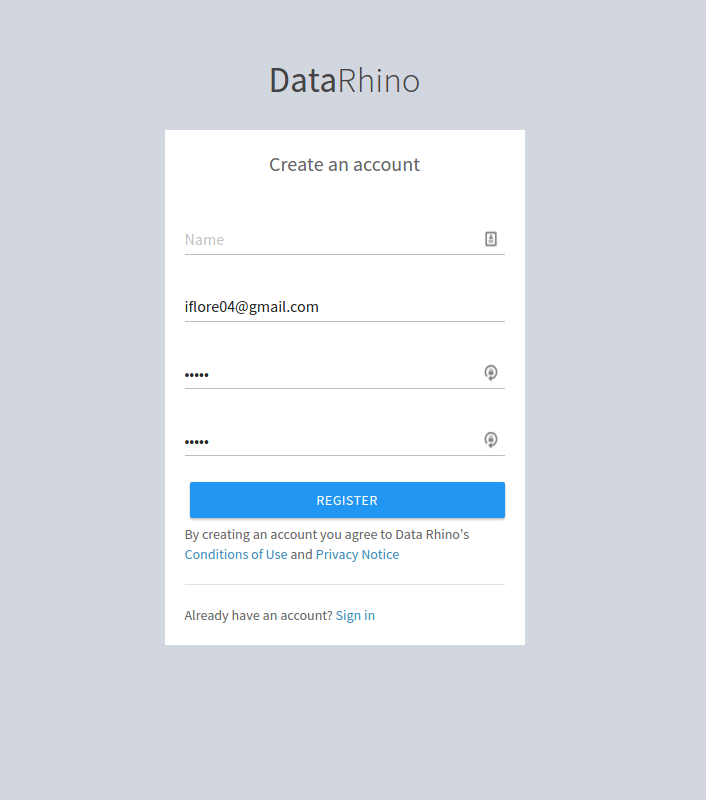 DataRhino
Create an account
Name
iflore04@gmail.com
•••••
•••••
REGISTER
By creating an account you agree to Data Rhino's
Conditions of Use and Privacy Notice
Already have an account? Sign in